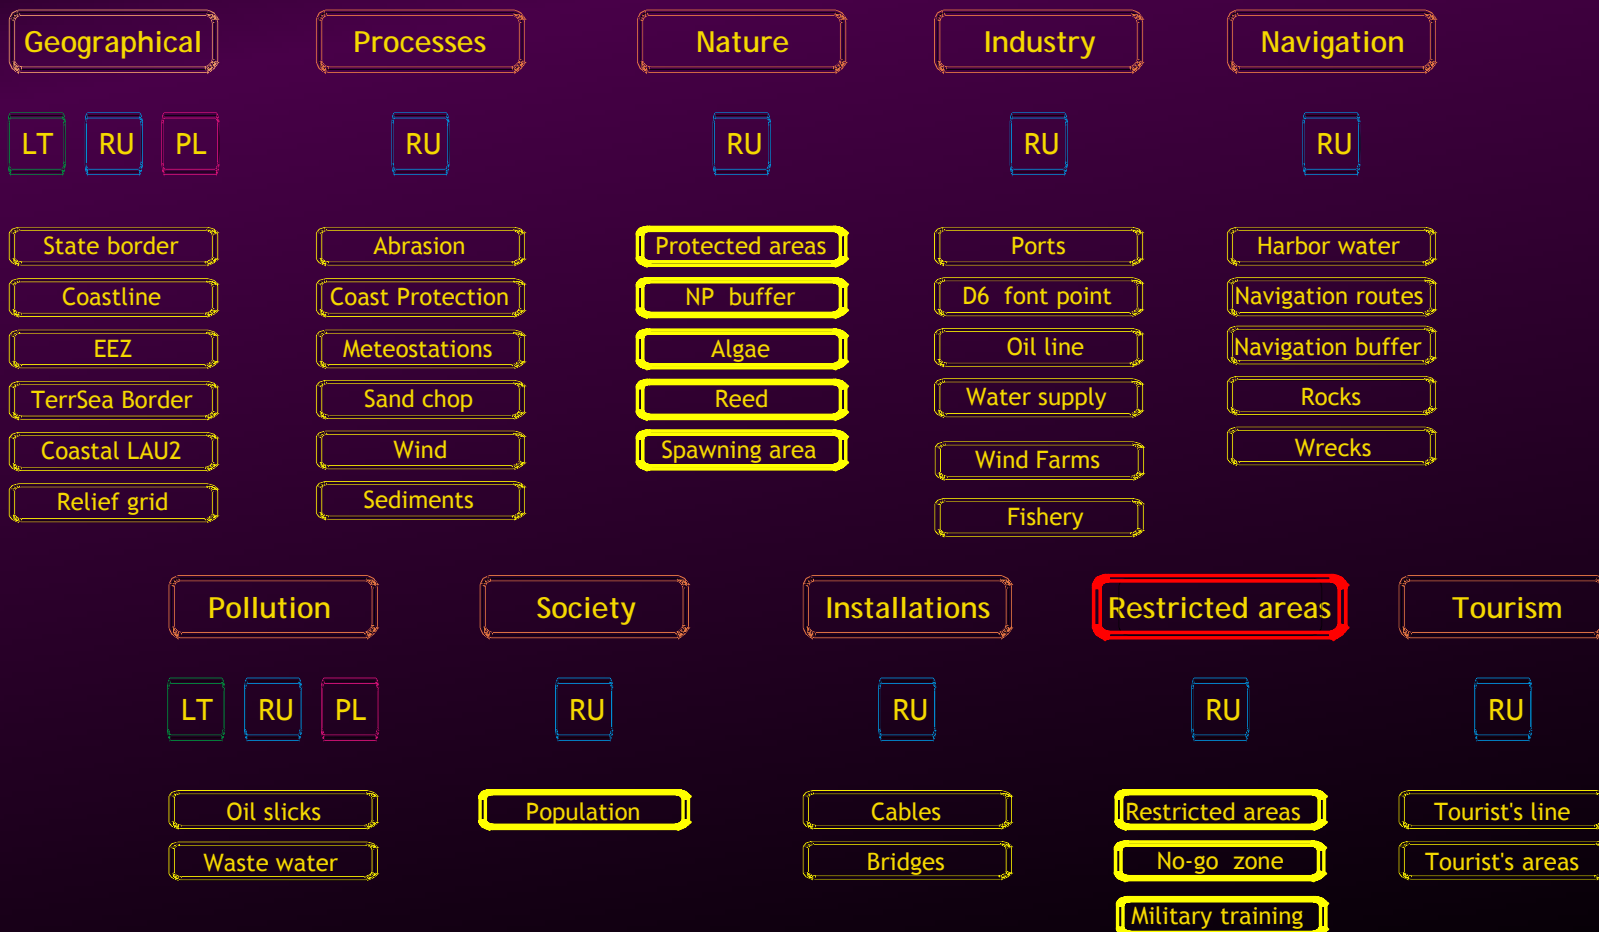 Geographical
Processes
Nature
Industry
Navigation
LT RU PL
RU
RU
RU
RU
State border
Coastline
EEZ
TerrSea Border
Coastal LAU2
Relief grid
Abrasion
Coast Protection
Meteostations
Sand chop
Wind
Sediments
Protected areas
NP buffer
Algae
Reed
Spawning area
Ports
D6 font point
Oil line
Water supply
Wind Farms
Fishery
Harbor water
Navigation routes
Navigation buffer
Rocks
Wrecks
Pollution
Society
Installations
Restricted areas
Tourism
LT RU PL
RU
RU
RU
RU
Oil slicks
Waste water
Population
Cables
Bridges
Restricted areas
No-go zone
Military training
Tourist's line
Tourist's areas